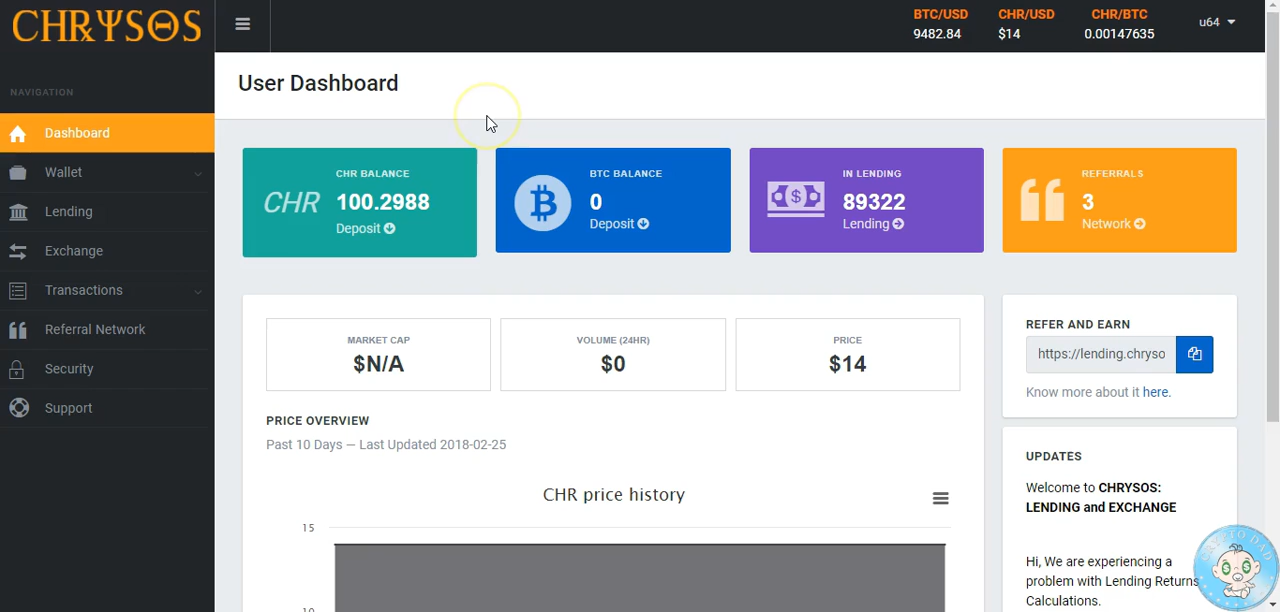 CHRYSOS
BTC/USD CHR/USD CHR/BTC
9482.84 $14 0.00147635
u64
NAVIGATION
Dashboard
Wallet
Lending
Exchange
Transactions
Referral Network
Security
Support
User Dashboard
CHR
CHR BALANCE
100.2988
Deposit
BTC BALANCE
0
Deposit
IN LENDING
89322
Lending
REFERRALS
3
Network
MARKET CAP
$N/A
VOLUME (24HR)
$0
PRICE
$14
PRICE OVERVIEW
Past 10 Days — Last Updated 2018-02-25
CHR price history
15
10
REFER AND EARN
https://lending.chryso
Know more about it here.
UPDATES
Welcome to CHRYSOS:
LENDING and EXCHANGE
Hi, We are experiencing a
problem with Lending Returns
Calculations.
CRYPTO DAD